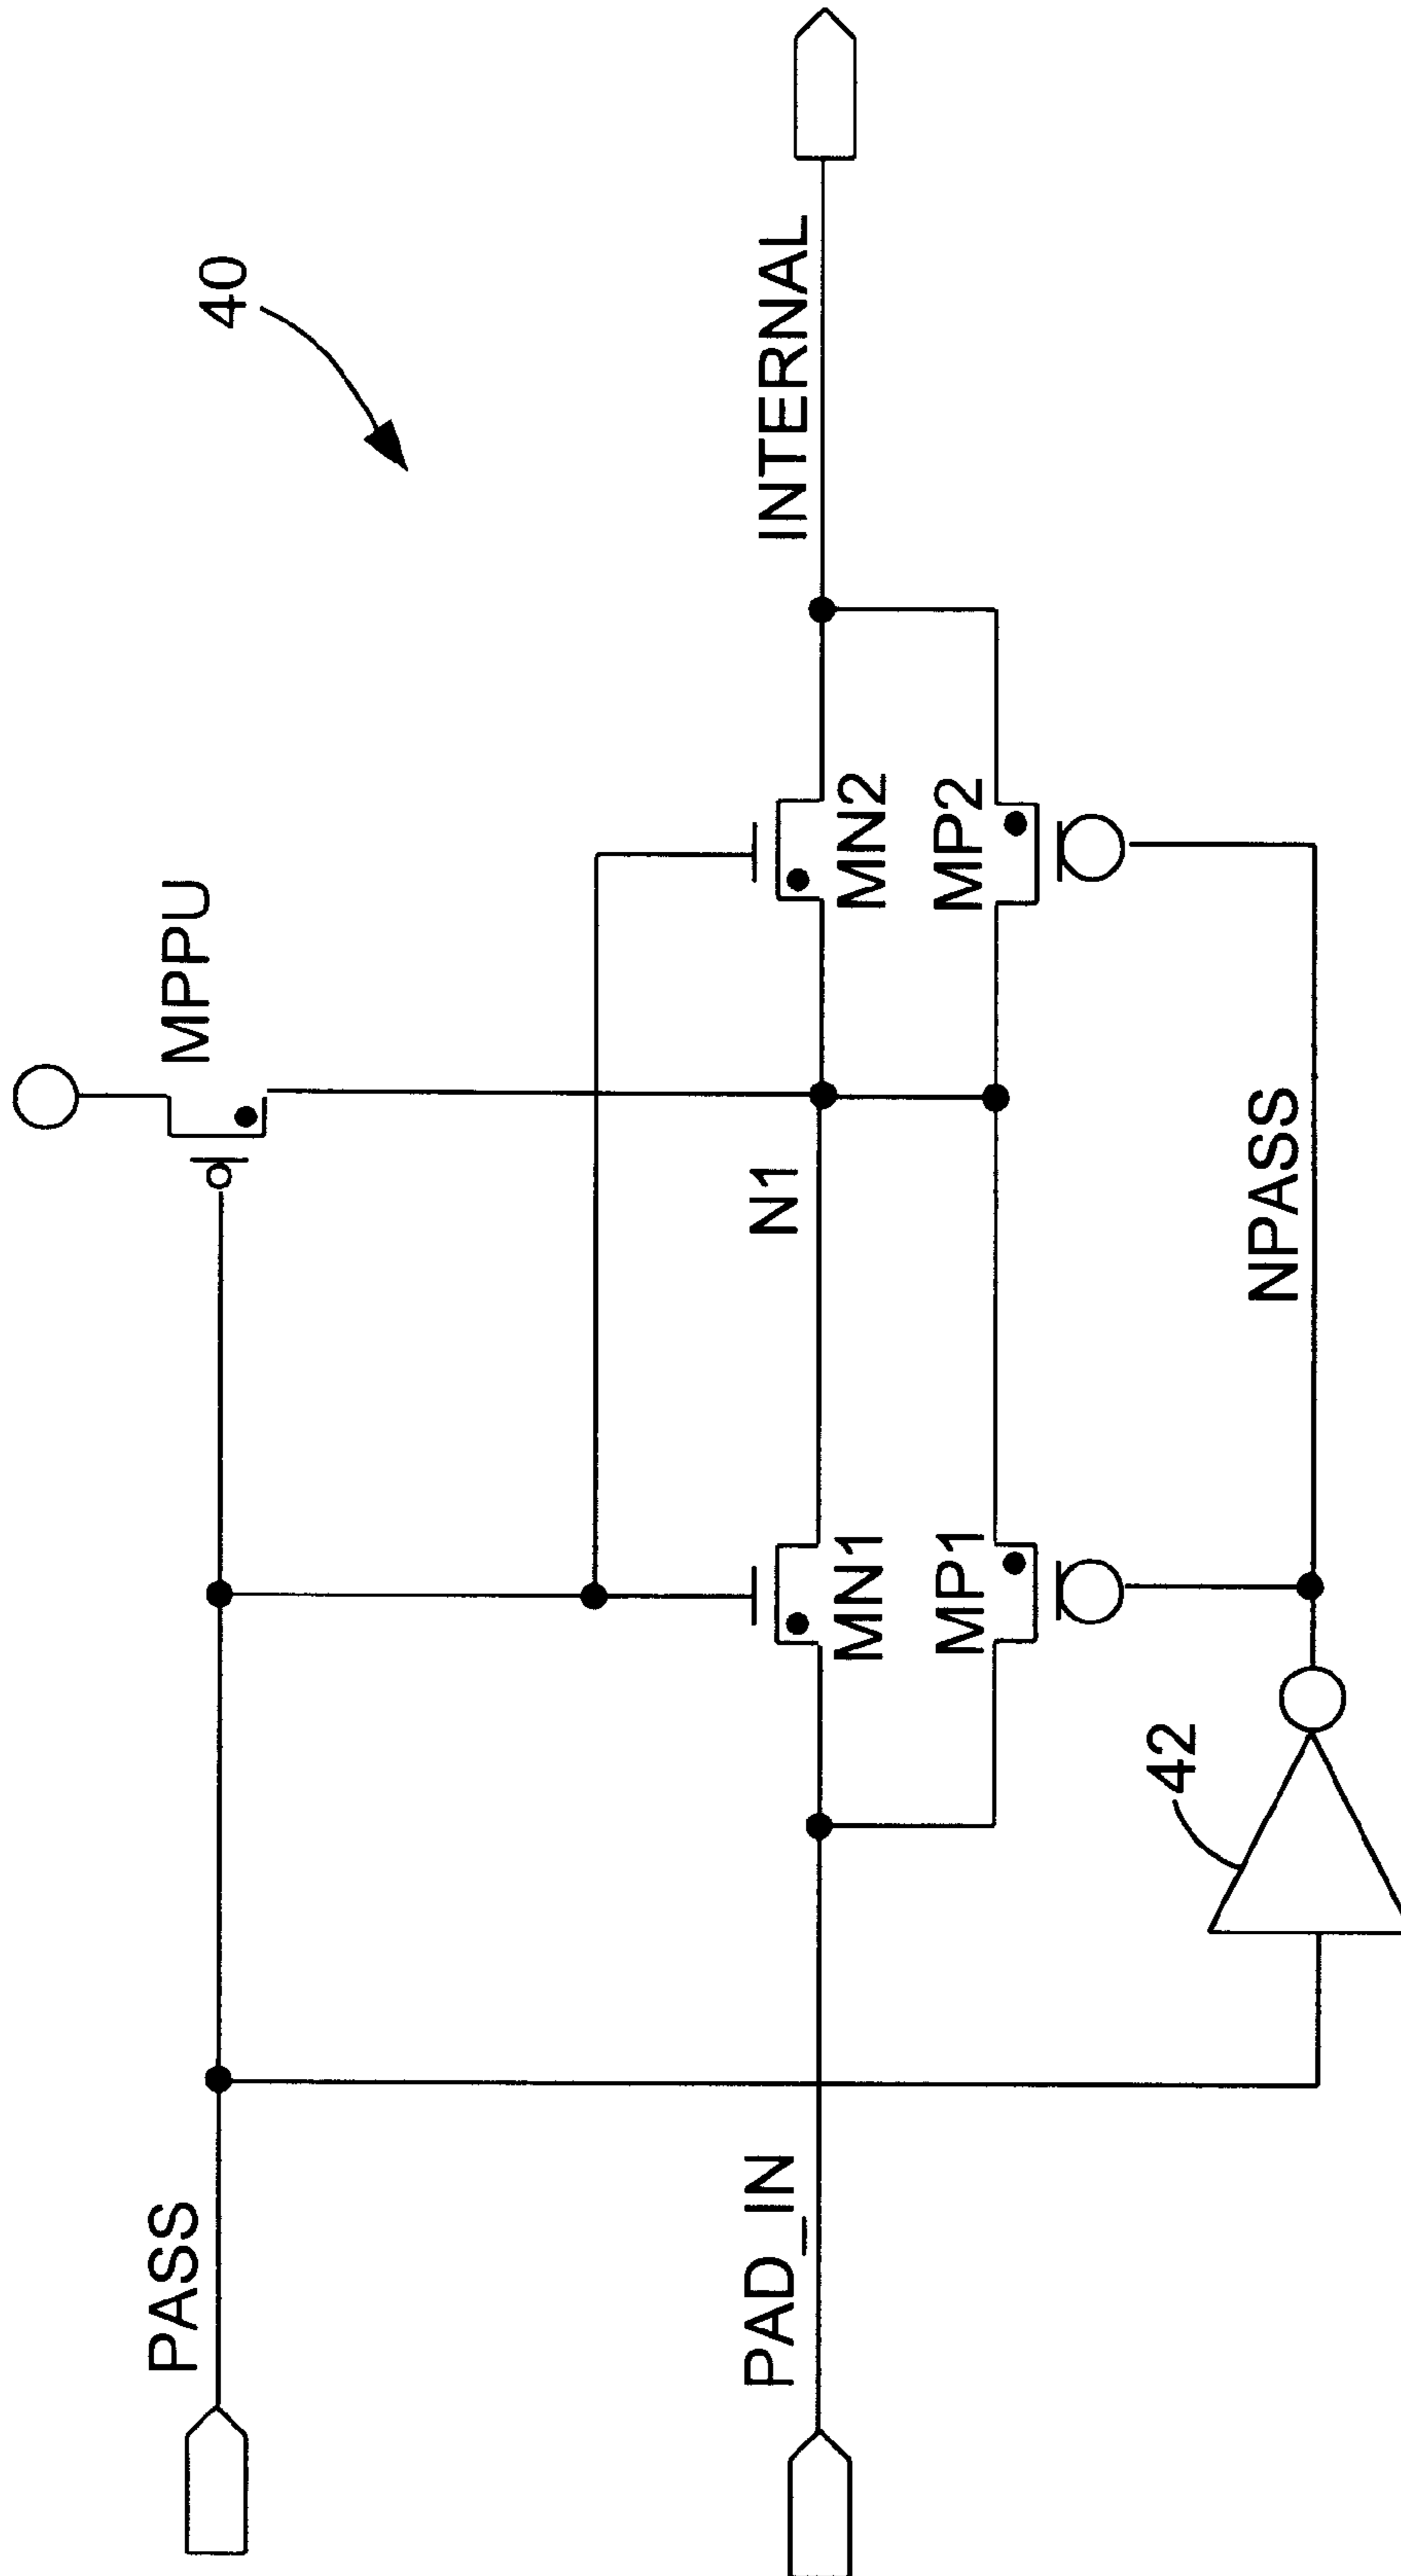 40
MPPU
PASS
N1
PAD_IN
INTERNAL
MN1
MN2
MP1
MP2
42
NPASS